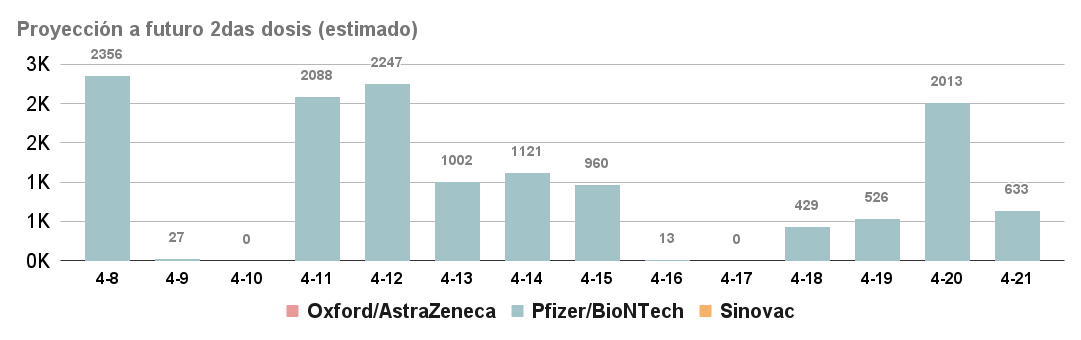 Proyección a futuro 2das dosis (estimado)
3K
2K
2K
1K
1K
0K
2356
27
0
2088
2247
1002
1121
960
13
0
429
526
2013
633
4-8 4-9 4-10 4-11 4-12 4-13 4-14 4-15 4-16 4-17 4-18 4-19 4-20 4-21
Oxford/AstraZeneca Pfizer/BioNTech Sinovac